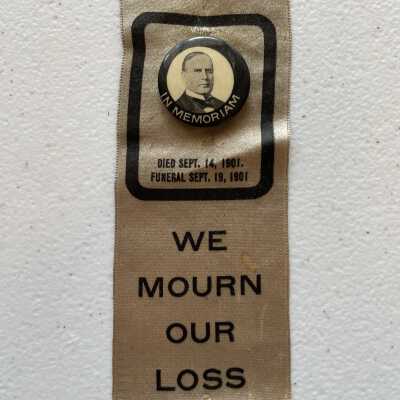 IN MEMORIAM
DIED SEPT. 14, 1901.
FUNERAL SEPT. 19, 1901
WE
MOURN
OUR
LOSS